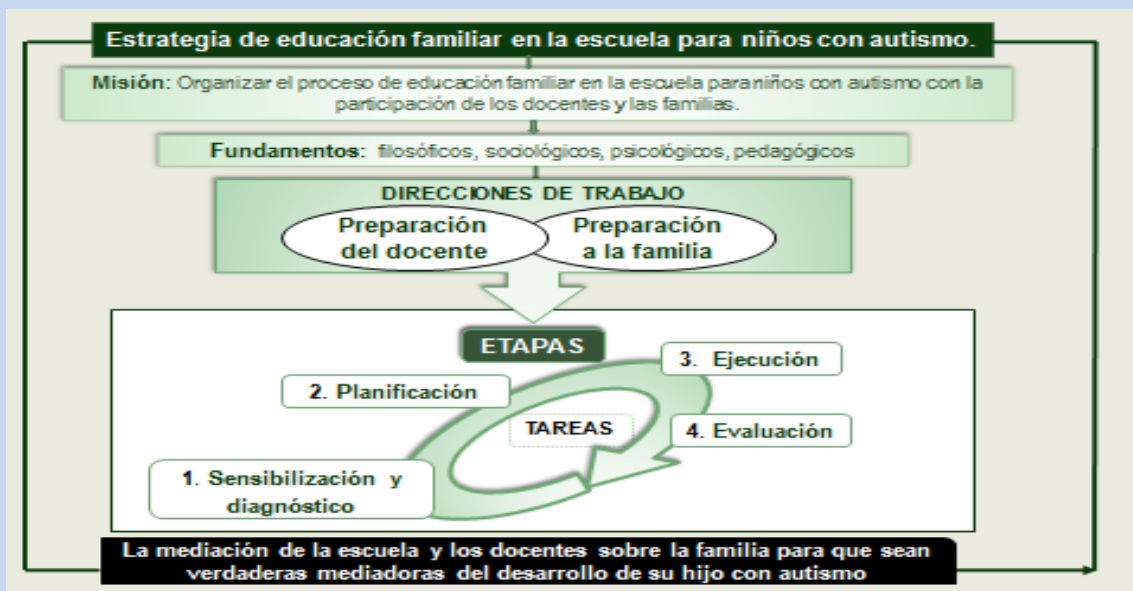 Estrategia de educación familiar en la escuela para niños con autismo.
Misión: Organizar el proceso de educación familiar en la escuela para niños con autismo con la
participación de los docentes y las familias.
Fundamentos: filosóficos, sociológicos, psicológicos, pedagógicos
DIRECCIONES DE TRABAJO
Preparación
del docente
Preparación
a la familia
ETAPAS
1. Sensibilización y
diagnóstico
2. Planificación
3. Ejecución
4. Evaluación
TAREAS
La mediación de la escuela y los docentes sobre la familia para que sean
verdaderas mediadoras del desarrollo de su hijo con autismo